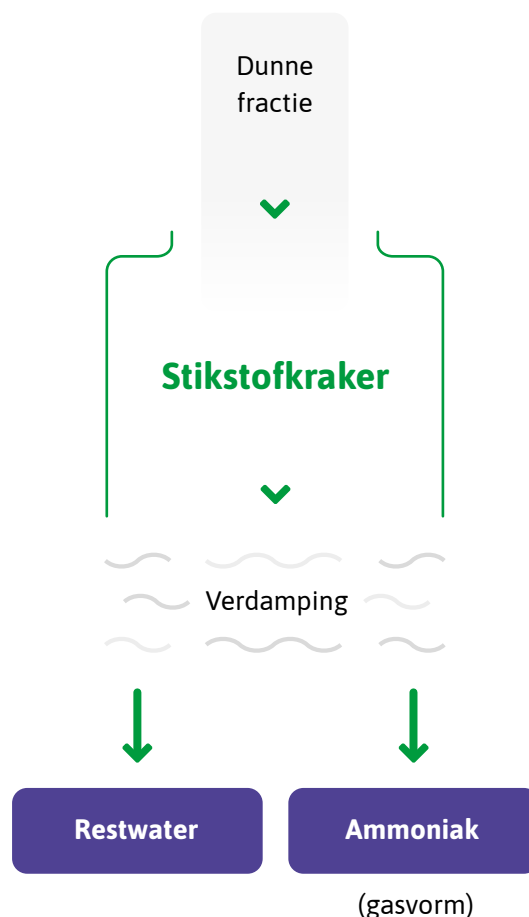 Dunne
fractie
Stikstofkraker
Verdamping
Restwater
Ammoniak
(gasvorm)